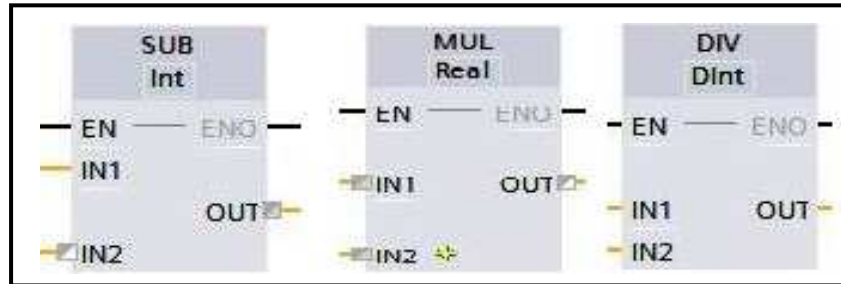 SUB
Int
EN ENO
IN1
OUT
IN2
MUL
Real
EN ENO
IN1 OUT
IN2
DIV
DInt
EN ENO
IN1 OUT
IN2